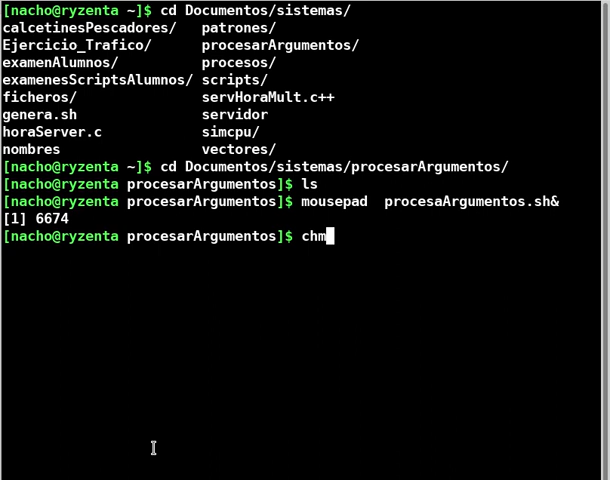 [nacho@ryzenta ~]$ cd Documentos/sistemas/
calcetinesPescadores/   patrones/
Ejercicio_Trafico/      procesarArgumentos/
examenAlumnos/          procesos/
examenesScriptsAlumnos/ scripts/
ficheros/               servHoraMult.c++
genera.sh               servidor
horaServer.c            simcpu/
nombres                 vectores/
[nacho@ryzenta ~]$ cd Documentos/sistemas/procesarArgumentos/
[nacho@ryzenta procesarArgumentos]$ ls
[nacho@ryzenta procesarArgumentos]$ mousepad  procesaArgumentos.sh&
[1] 6674
[nacho@ryzenta procesarArgumentos]$ chm